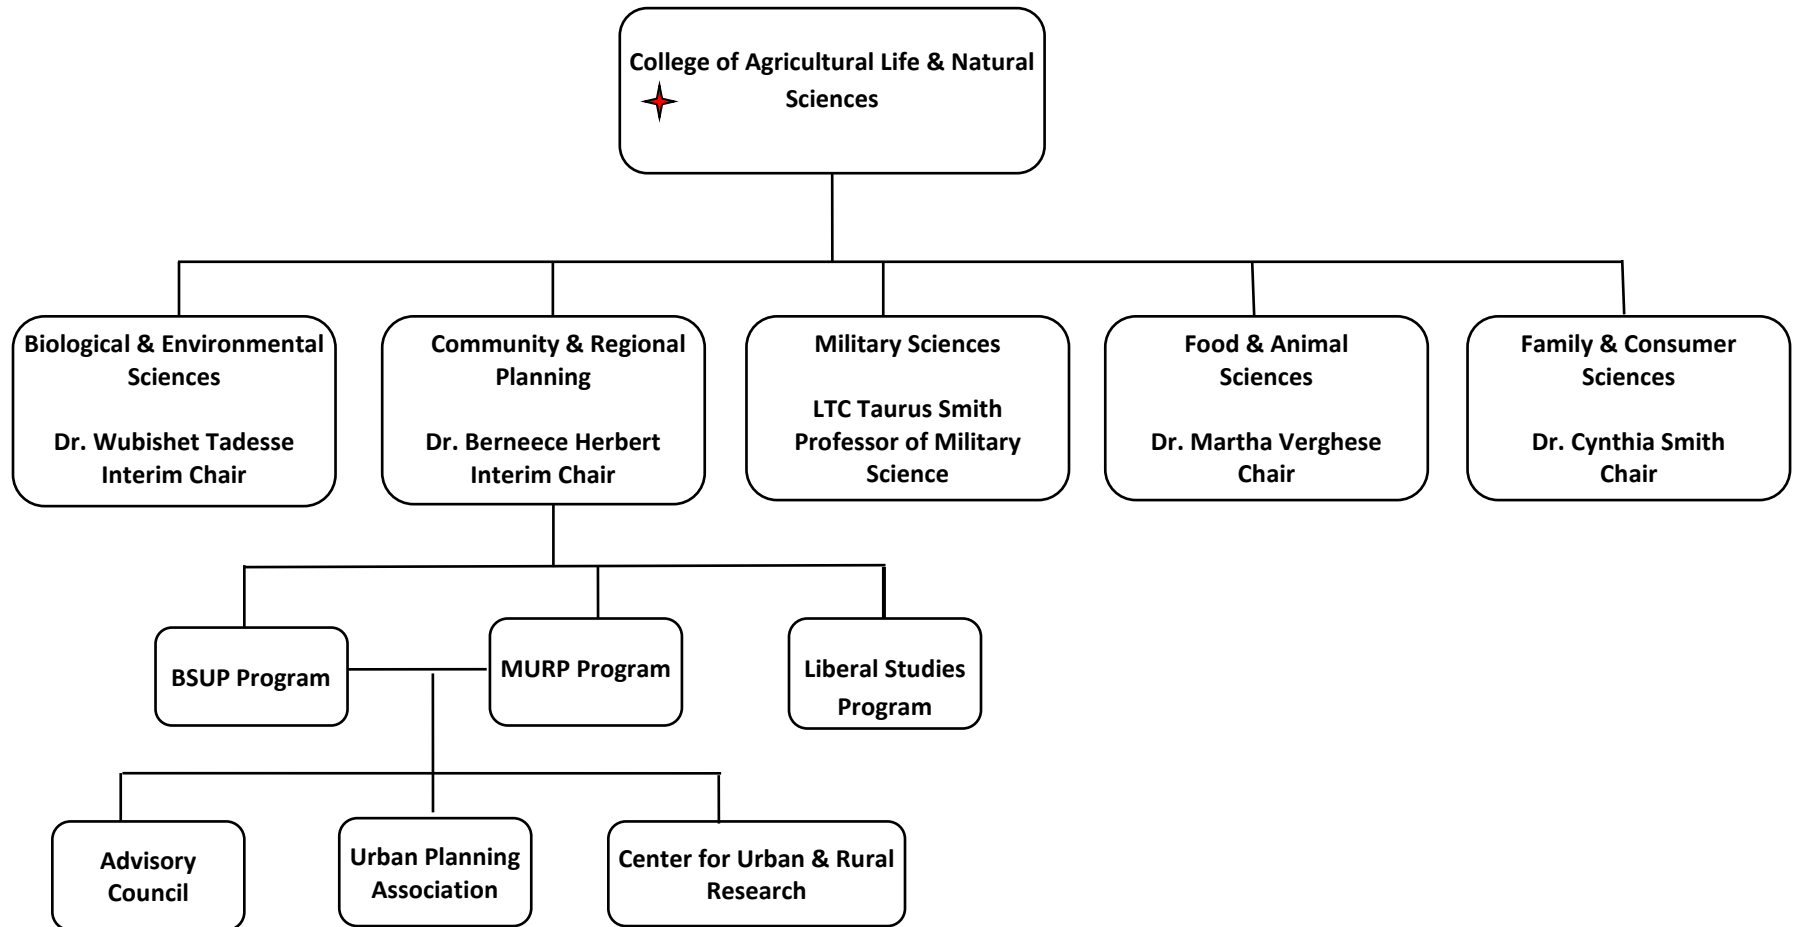 College of Agricultural Life & Natural
Sciences
Biological & Environmental
Sciences
Dr. Wubishet Tadesse
Interim Chair
Community & Regional
Planning
Dr. Berneece Herbert
Interim Chair
Military Sciences
LTC Taurus Smith
Professor of Military
Science
Food & Animal
Sciences
Dr. Martha Verghese
Chair
Family & Consumer
Sciences
Dr. Cynthia Smith
Chair
BSUP Program
MURP Program
Liberal Studies
Program
Advisory
Council
Urban Planning
Association
Center for Urban & Rural
Research